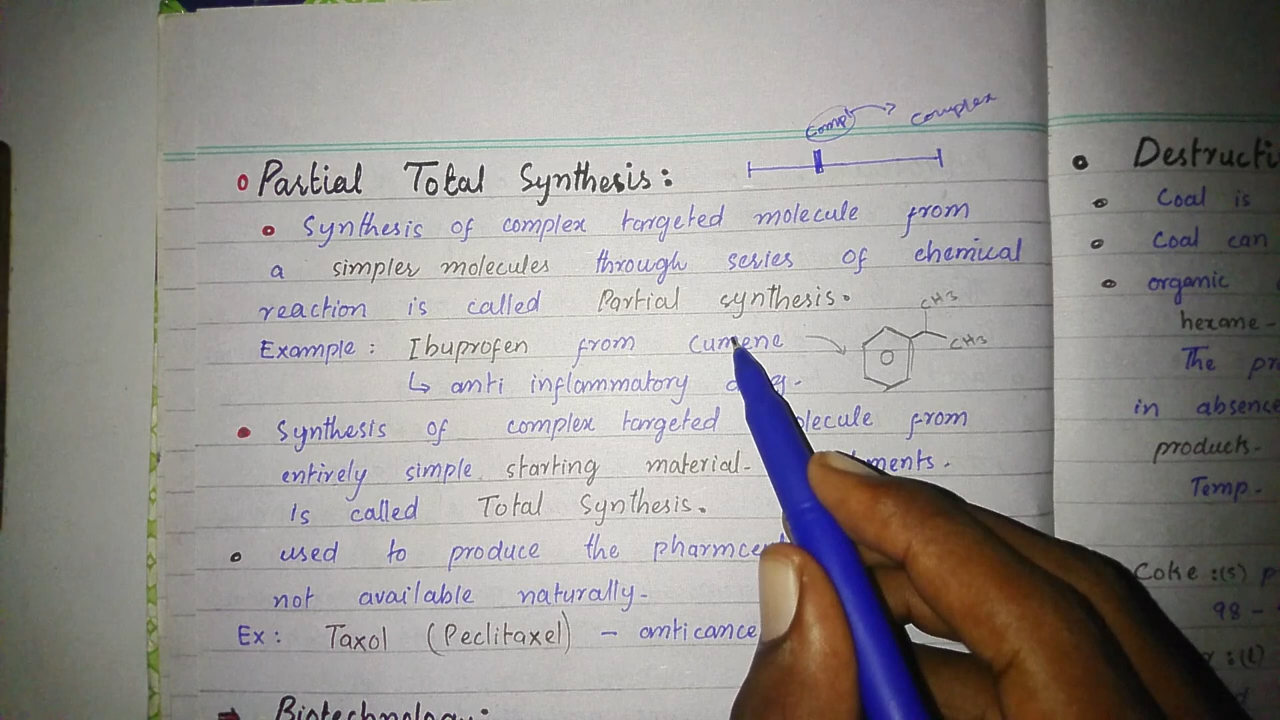 comp → complex
• Partial Total Synthesis:
• Synthesis of complex targeted molecule from
a simpler molecules through series of chemical
reaction is called Partial synthesis.
Example: Ibuprofen from Cumene
CH3
CH3
↳ anti inflammatory
• Synthesis of complex targeted from
entirely simple starting material-
Is called Total Synthesis.
• used to produce the
not available naturally-
Ex: Taxol (Peclitaxel) -
⇒ Biotechnology:
• Destructi
• Coal is
• Coal can
• organic
hexane-
The
in absence
products-
Temp-
Coke :(s)
98 -